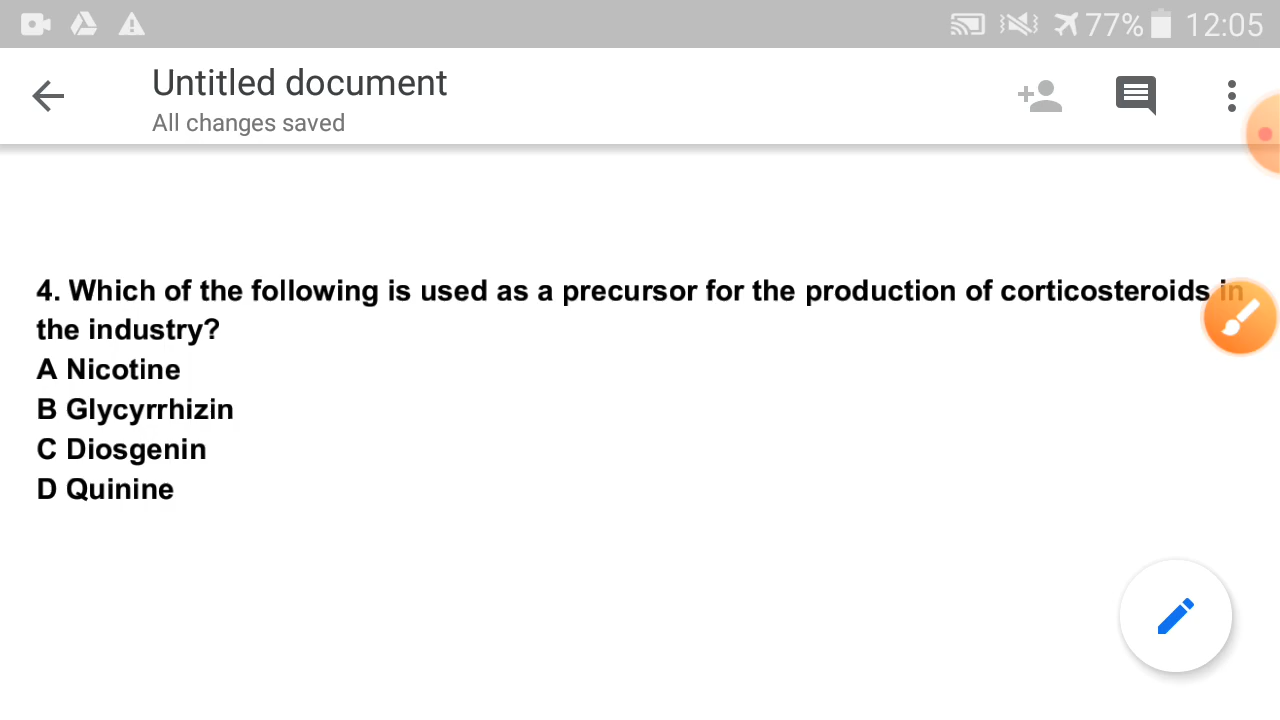 77% 12:05
Untitled document
All changes saved
4. Which of the following is used as a precursor for the production of corticosteroids in
the industry?
A Nicotine
B Glycyrrhizin
C Diosgenin
D Quinine